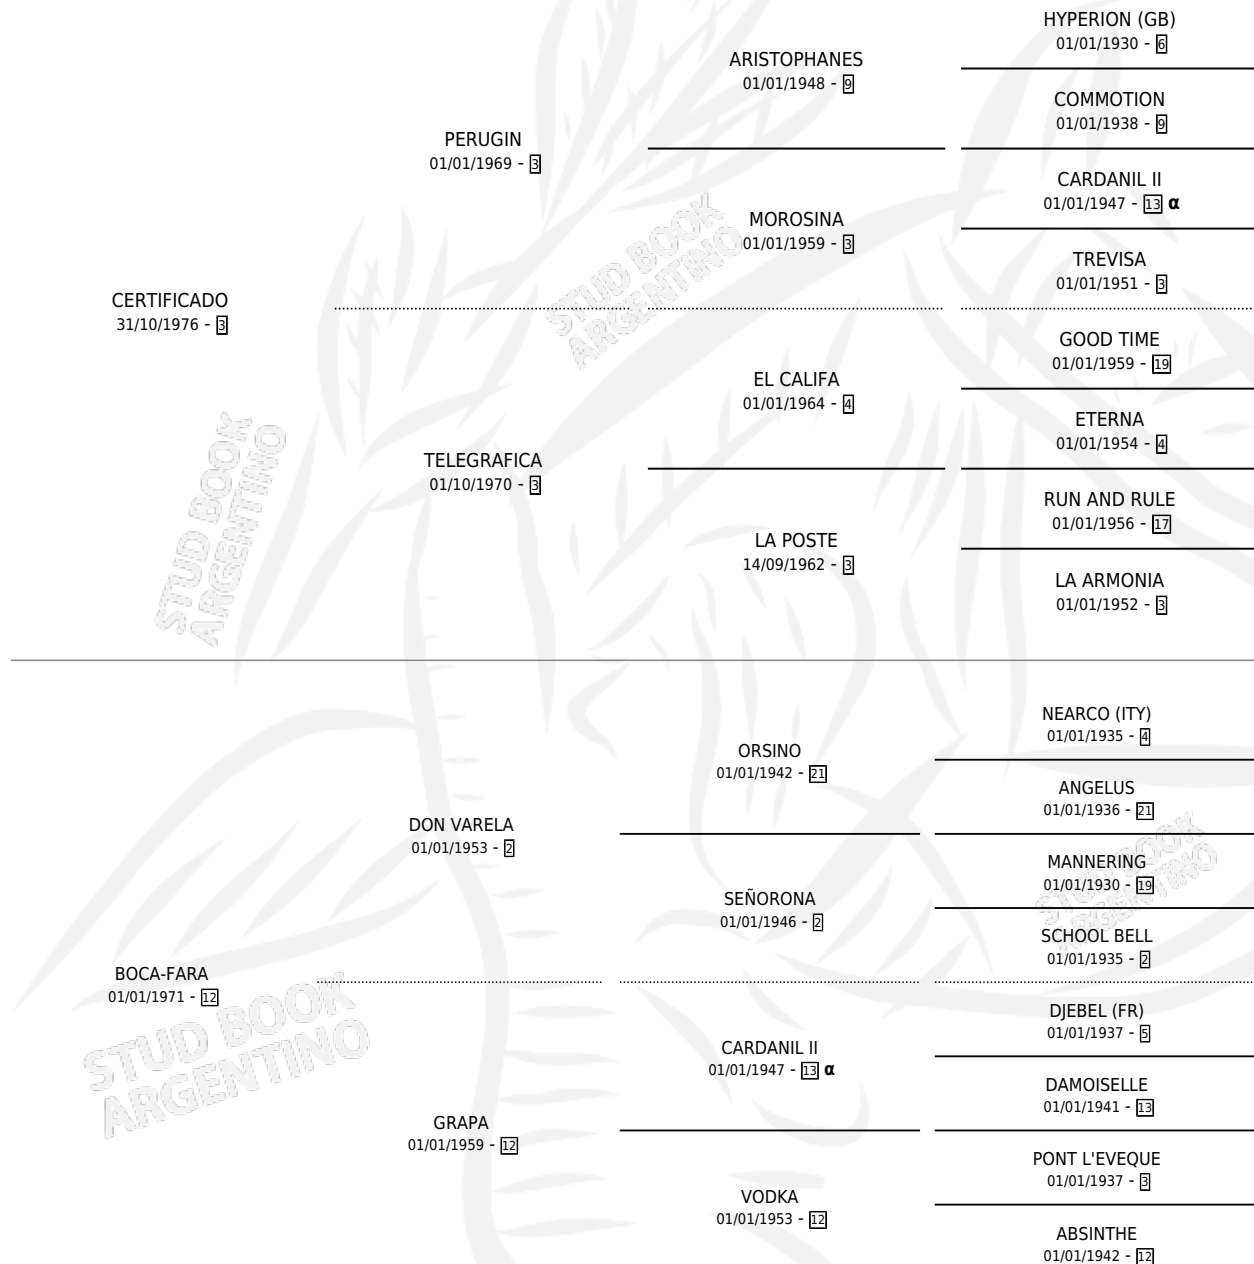 HYPERION (GB)
01/01/1930 - 6
ARISTOPHANES
01/01/1948 - 9
COMMOTION
01/01/1938 - 9
PERUGIN
01/01/1969 - 3
CARDANIL II
01/01/1947 - 13 α
MOROSINA
01/01/1959 - 3
TREVISA
01/01/1951 - 3
CERTIFICADO
31/10/1976 - 3
GOOD TIME
01/01/1959 - 19
EL CALIFA
01/01/1964 - 4
ETERNA
01/01/1954 - 4
TELEGRAFICA
01/10/1970 - 3
RUN AND RULE
01/01/1956 - 17
LA POSTE
14/09/1962 - 3
LA ARMONIA
01/01/1952 - 3
NEARCO (ITY)
01/01/1935 - 4
ORSINO
01/01/1942 - 21
ANGELUS
01/01/1936 - 21
DON VARELA
01/01/1953 - 2
MANNERING
01/01/1930 - 19
SEÑORONA
01/01/1946 - 2
SCHOOL BELL
01/01/1935 - 2
BOCA-FARA
01/01/1971 - 12
DJEBEL (FR)
01/01/1937 - 5
CARDANIL II
01/01/1947 - 13 α
DAMOISELLE
01/01/1941 - 13
GRAPA
01/01/1959 - 12
PONT L'EVEQUE
01/01/1937 - 3
VODKA
01/01/1953 - 12
ABSINTHE
01/01/1942 - 12
STUD BOOK
ARGENTINO
STUD BOOK
ARGENTINO
STUD BOOK
ARGENTINO
STUD BOOK
ARGENTINO